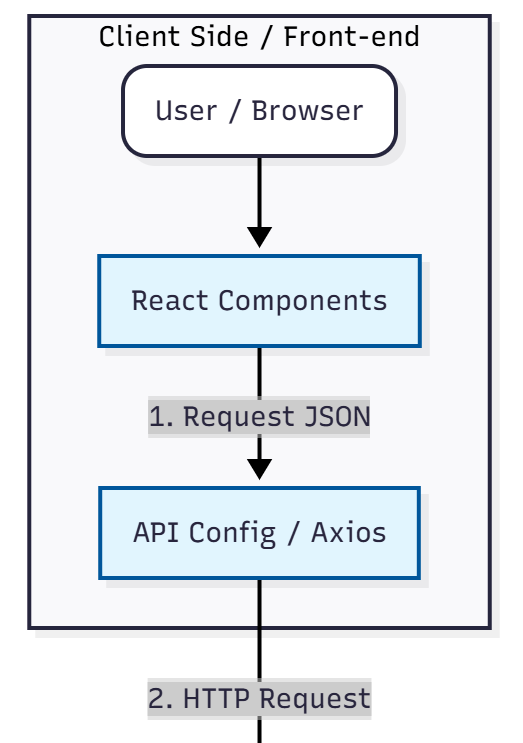 Client Side / Front-end
User / Browser
React Components
1. Request JSON
API Config / Axios
2. HTTP Request